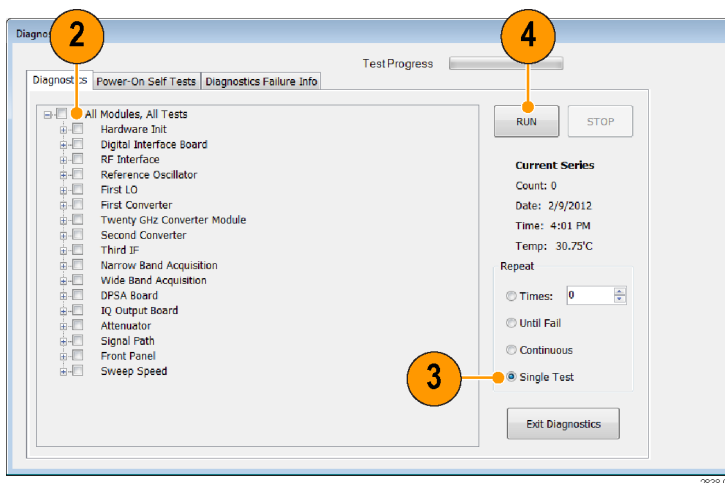 Diagno
2
4
Test Progress
Diagnostics Power-On Self Tests Diagnostics Failure Info
All Modules, All Tests
Hardware Init
Digital Interface Board
RF Interface
Reference Oscillator
First LO
First Converter
Twenty GHz Converter Module
Second Converter
Third IF
Narrow Band Acquisition
Wide Band Acquisition
DPSA Board
IQ Output Board
Attenuator
Signal Path
Front Panel
Sweep Speed
RUN STOP
Current Series
Count: 0
Date: 2/9/2012
Time: 4:01 PM
Temp: 30.75'C
Repeat
Times: 0
Until Fail
Continuous
3
Single Test
Exit Diagnostics